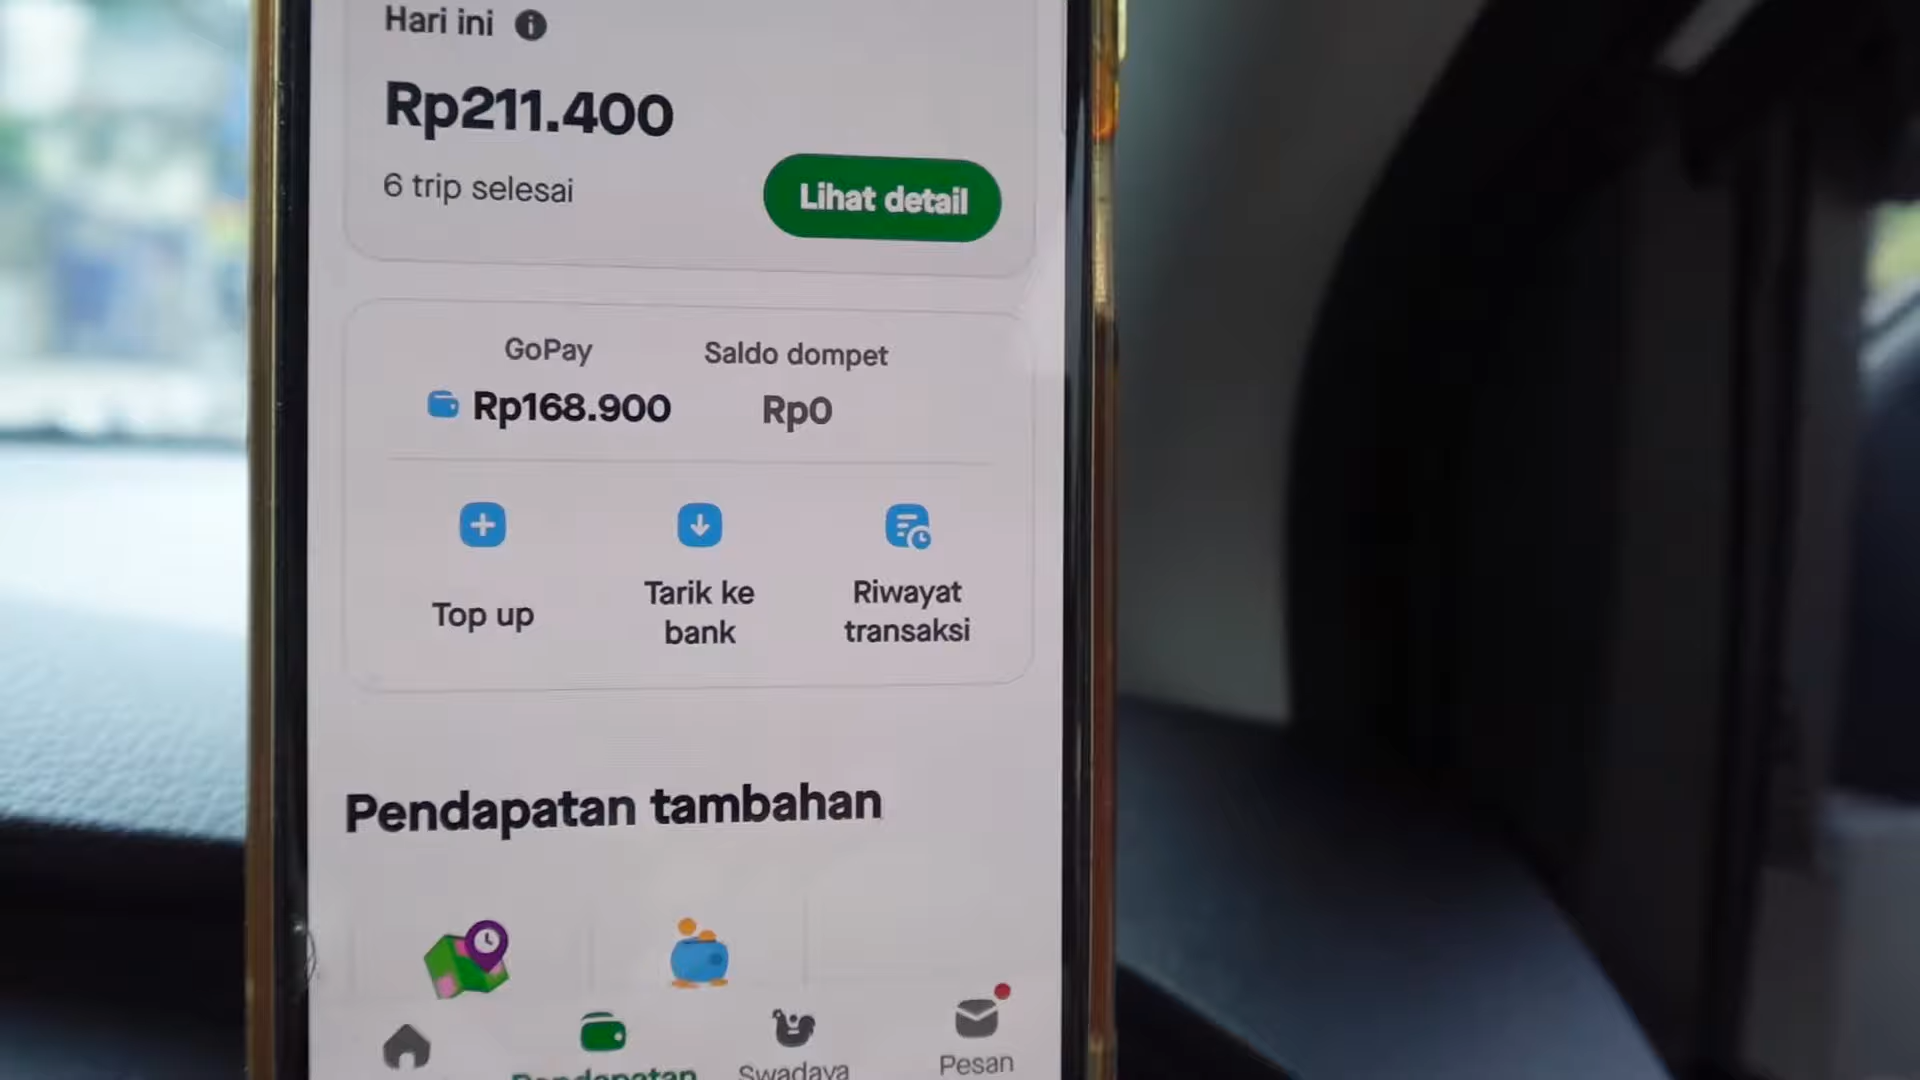 Hari ini
Rp211.400
6 trip selesai
Lihat detail
GoPay
Saldo dompet
Rp168.900
Rp0
Top up
Tarik ke
bank
Riwayat
transaksi
Pendapatan tambahan
Pendapatan
Swadaya
Pesan